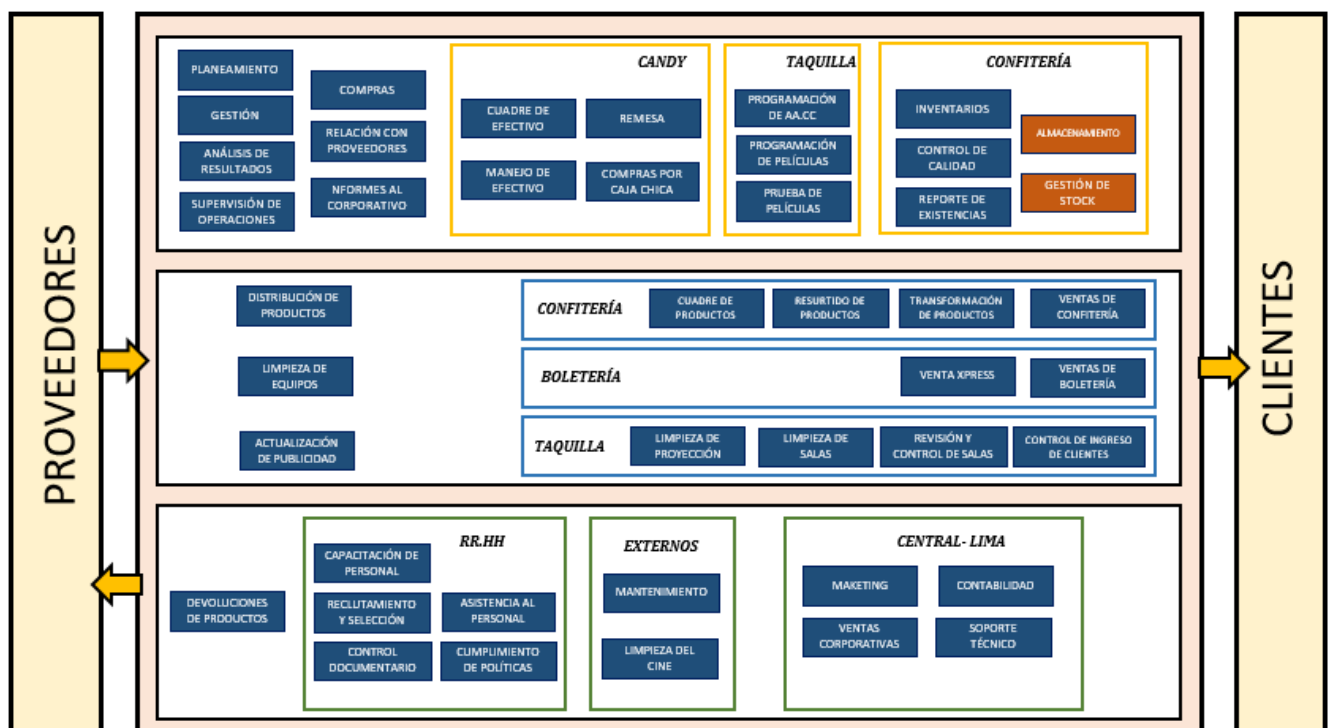 PROVEEDORES
PLANEAMIENTO
GESTIÓN
ANÁLISIS DE
RESULTADOS
SUPERVISIÓN DE
OPERACIONES
COMPRAS
RELACIÓN CON
PROVEEDORES
NFORMES AL
CORPORATIVO
CANDY
CUADRE DE
EFECTIVO
REMESA
MANEJO DE
EFECTIVO
COMPRAS POR
CAJA CHICA
TAQUILLA
PROGRAMACIÓN
DE AA.CC
PROGRAMACIÓN
DE PELÍCULAS
PRUEBA DE
PELÍCULAS
CONFITERÍA
INVENTARIOS
CONTROL DE
CALIDAD
REPORTE DE
EXISTENCIAS
ALMACENAMIENTO
GESTIÓN DE
STOCK
DISTRIBUCIÓN DE
PRODUCTOS
LIMPIEZA DE
EQUIPOS
ACTUALIZACIÓN
DE PUBLICIDAD
CONFITERÍA
CUADRE DE
PRODUCTOS
RESURTIDO DE
PRODUCTOS
TRANSFORMACIÓN
DE PRODUCTOS
VENTAS DE
CONFITERÍA
BOLETERÍA
VENTA XPRESS
VENTAS DE
BOLETERÍA
TAQUILLA
LIMPIEZA DE
PROYECCIÓN
LIMPIEZA DE
SALAS
REVISIÓN Y
CONTROL DE SALAS
CONTROL DE INGRESO
DE CLIENTES
DEVOLUCIONES
DE PRODUCTOS
RR.HH
CAPACITACIÓN DE
PERSONAL
RECLUTAMIENTO
Y SELECCIÓN
CONTROL
DOCUMENTARIO
ASISTENCIA AL
PERSONAL
CUMPLIMIENTO
DE POLÍTICAS
EXTERNOS
MANTENIMIENTO
LIMPIEZA DEL
CINE
CENTRAL- LIMA
MAKETING
CONTABILIDAD
VENTAS
CORPORATIVAS
SOPORTE
TÉCNICO
CLIENTES